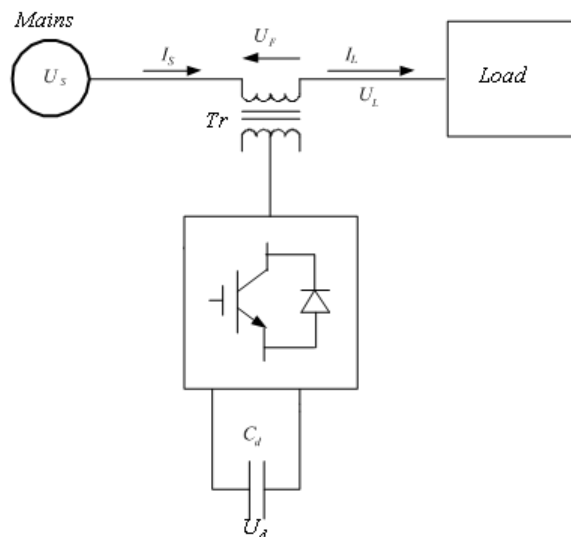 Mains
U_S
I_S
U_F
I_L
Load
U_L
Tr
C_d
U_d